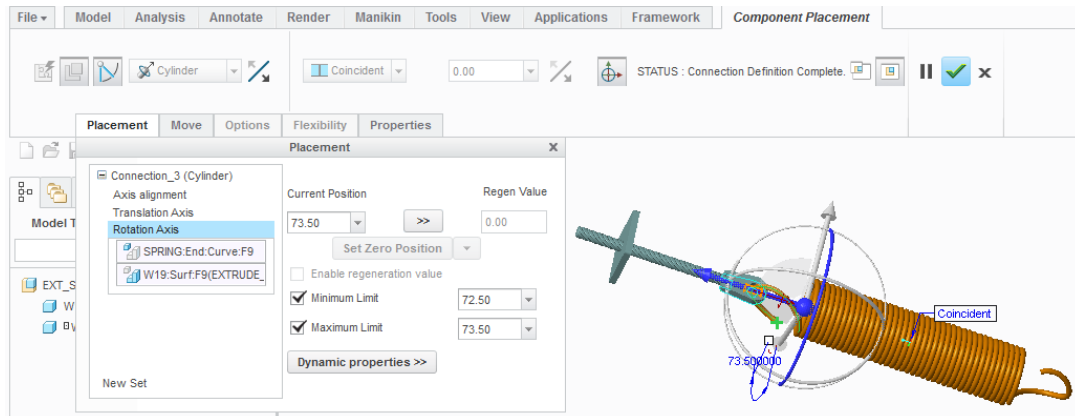 File Model Analysis Annotate Render Manikin Tools View Applications Framework Component Placement
Cylinder Coincident 0.00 STATUS : Connection Definition Complete.
Placement Move Options Flexibility Properties
Placement
Connection_3 (Cylinder)
Axis alignment
Translation Axis
Rotation Axis
SPRING:End:Curve:F9
W19:Surf:F9(EXTRUDE_
New Set
Current Position Regen Value
73.50 >> 0.00
Set Zero Position
Enable regeneration value
Minimum Limit 72.50
Maximum Limit 73.50
Dynamic properties >>
Model T
EXT_S
W
Coincident
73.500000